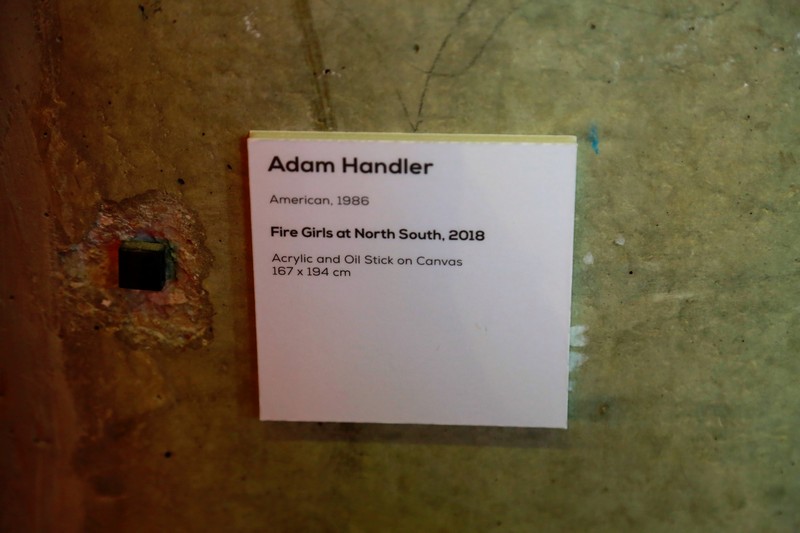 Adam Handler
American, 1986
Fire Girls at North South, 2018
Acrylic and Oil Stick on Canvas
167 x 194 cm